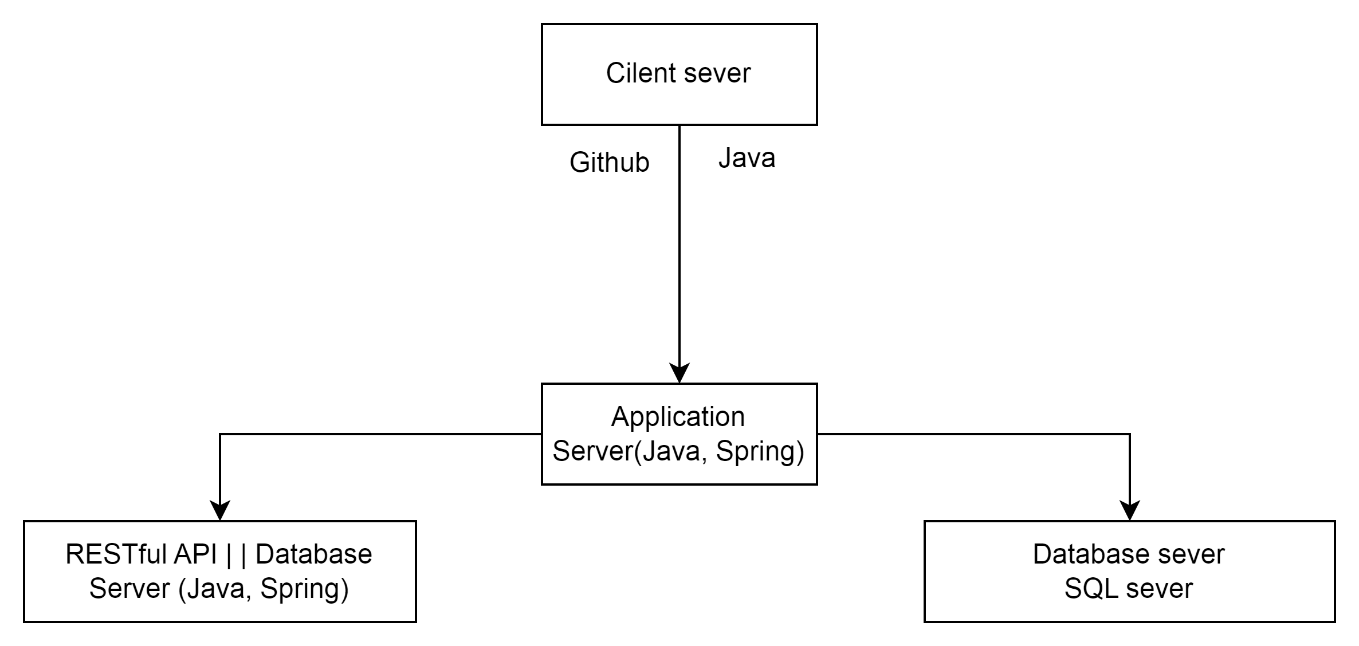 Cilent sever
Github
Java
Application
Server(Java, Spring)
RESTful API | | Database
Server (Java, Spring)
Database sever
SQL sever